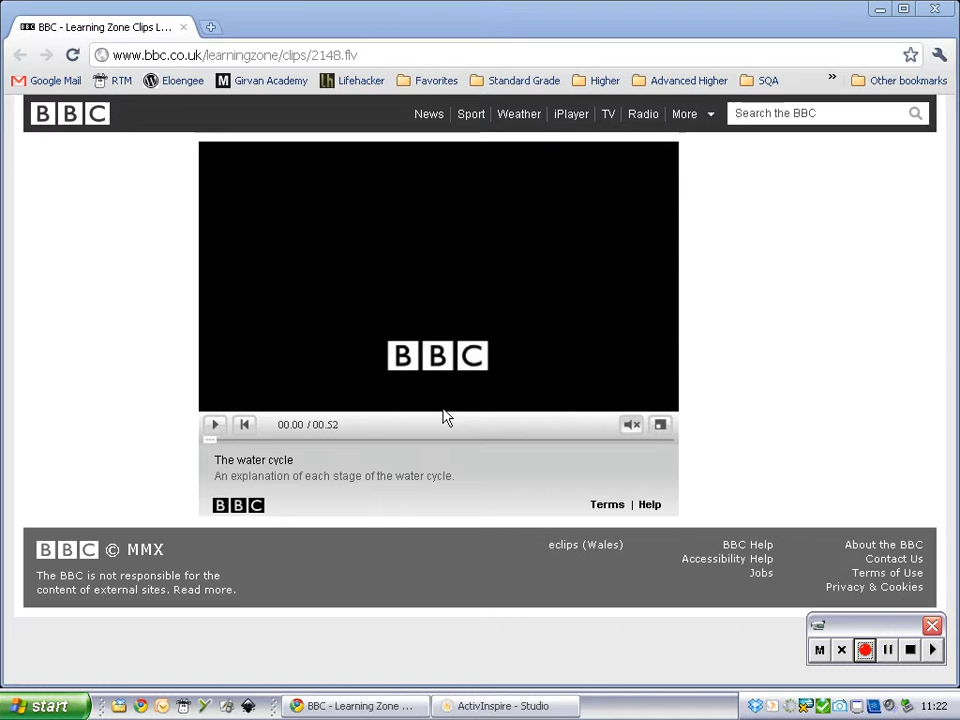 BBC - Learning Zone Clips L...
www.bbc.co.uk/learningzone/clips/2148.flv
Google Mail RTM Eloengee Girvan Academy Lifehacker Favorites Standard Grade Higher Advanced Higher SQA » Other bookmarks
BBC News Sport Weather iPlayer TV Radio More Search the BBC
BBC
00.00 / 00.52
The water cycle
An explanation of each stage of the water cycle.
BBC Terms | Help
BBC © MMX
The BBC is not responsible for the
content of external sites. Read more.
eclips (Wales)
BBC Help
Accessibility Help
Jobs
About the BBC
Contact Us
Terms of Use
Privacy & Cookies
M
start BBC - Learning Zone ... ActivInspire - Studio 11:22